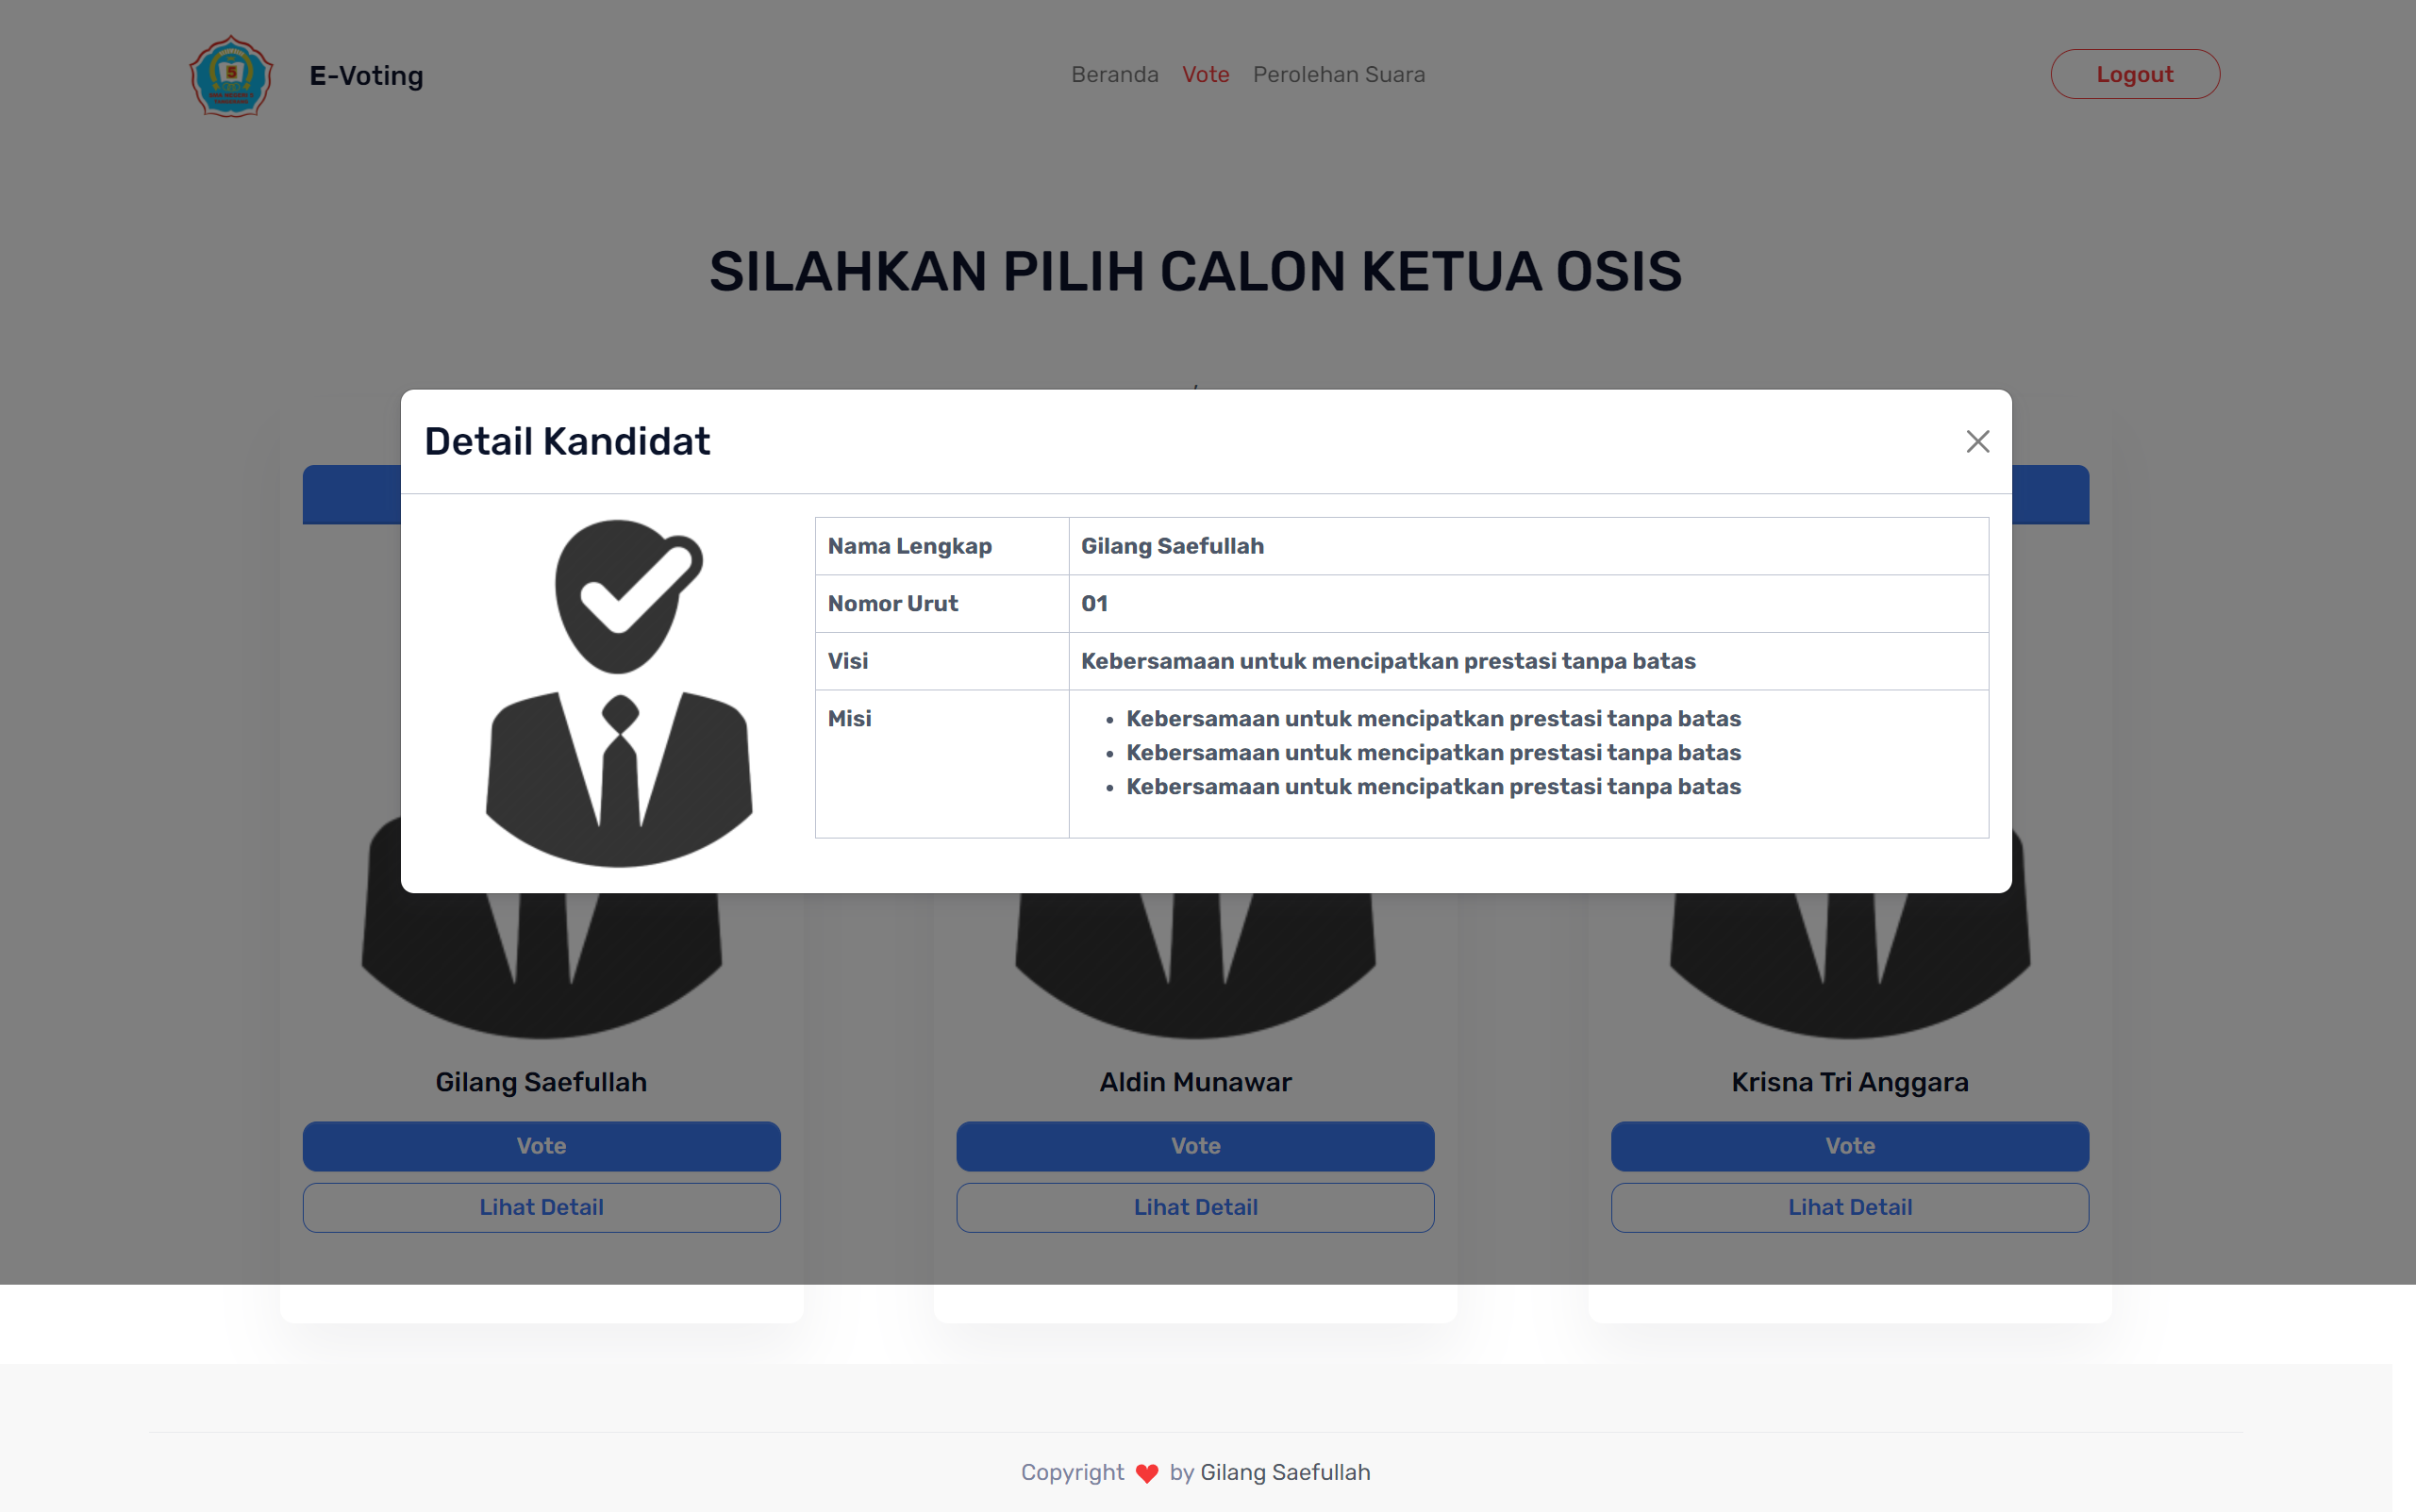 E-Voting
Beranda Vote Perolehan Suara
Logout
SILAHKAN PILIH CALON KETUA OSIS
Detail Kandidat
Nama Lengkap Gilang Saefullah
Nomor Urut 01
Visi Kebersamaan untuk mencipatkan prestasi tanpa batas
Misi • Kebersamaan untuk mencipatkan prestasi tanpa batas
• Kebersamaan untuk mencipatkan prestasi tanpa batas
• Kebersamaan untuk mencipatkan prestasi tanpa batas
Gilang Saefullah
Vote
Lihat Detail
Aldin Munawar
Vote
Lihat Detail
Krisna Tri Anggara
Vote
Lihat Detail
Copyright ❤ by Gilang Saefullah